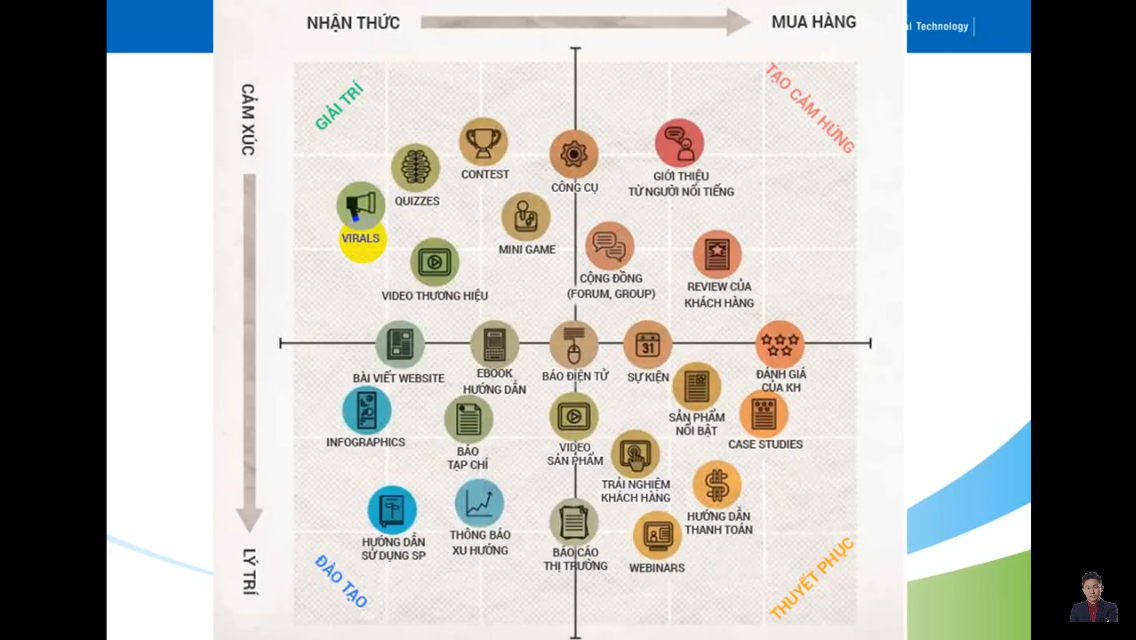 NHẬN THỨC
MUA HÀNG
l Technology
CẢM XÚC
GIẢI TRÍ
TẠO CẢM HỨNG
CONTEST
CÔNG CỤ
GIỚI THIỆU
TỪ NGƯỜI NỔI TIẾNG
QUIZZES
VIRALS
MINI GAME
VIDEO THƯƠNG HIỆU
CỘNG ĐỒNG
(FORUM, GROUP)
REVIEW CỦA
KHÁCH HÀNG
BÀI VIẾT WEBSITE
EBOOK
HƯỚNG DẪN
BÁO ĐIỆN TỬ
31
SỰ KIỆN
ĐÁNH GIÁ
CỦA KH
SẢN PHẨM
NỔI BẬT
INFOGRAPHICS
BÁO
TẠP CHÍ
VIDEO
SẢN PHẨM
CASE STUDIES
TRẢI NGHIỆM
KHÁCH HÀNG
HƯỚNG DẪN
SỬ DỤNG SP
THÔNG BÁO
XU HƯỚNG
BÁO CÁO
THỊ TRƯỜNG
WEBINARS
HƯỚNG DẪN
THANH TOÁN
LÝ TRÍ
ĐÀO TẠO
THUYẾT PHỤC